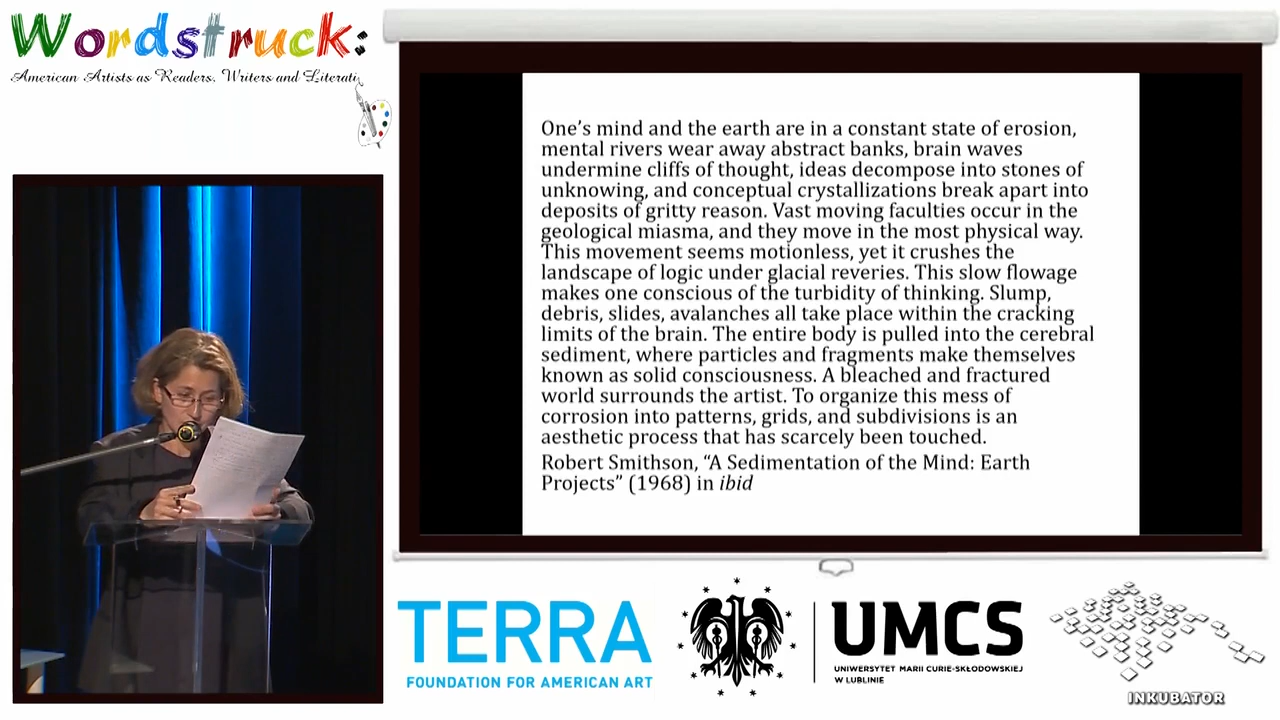 Wordstruck:
American Artists as Readers, Writers and Literati
One’s mind and the earth are in a constant state of erosion,
mental rivers wear away abstract banks, brain waves
undermine cliffs of thought, ideas decompose into stones of
unknowing, and conceptual crystallizations break apart into
deposits of gritty reason. Vast moving faculties occur in the
geological miasma, and they move in the most physical way.
This movement seems motionless, yet it crushes the
landscape of logic under glacial reveries. This slow flowage
makes one conscious of the turbidity of thinking. Slump,
debris, slides, avalanches all take place within the cracking
limits of the brain. The entire body is pulled into the cerebral
sediment, where particles and fragments make themselves
known as solid consciousness. A bleached and fractured
world surrounds the artist. To organize this mess of
corrosion into patterns, grids, and subdivisions is an
aesthetic process that has scarcely been touched.
Robert Smithson, “A Sedimentation of the Mind: Earth
Projects” (1968) in ibid
TERRA
FOUNDATION FOR AMERICAN ART
UMCS
UNIWERSYTET MARII CURIE-SKŁODOWSKIEJ
W LUBLINIE
INKUBATOR